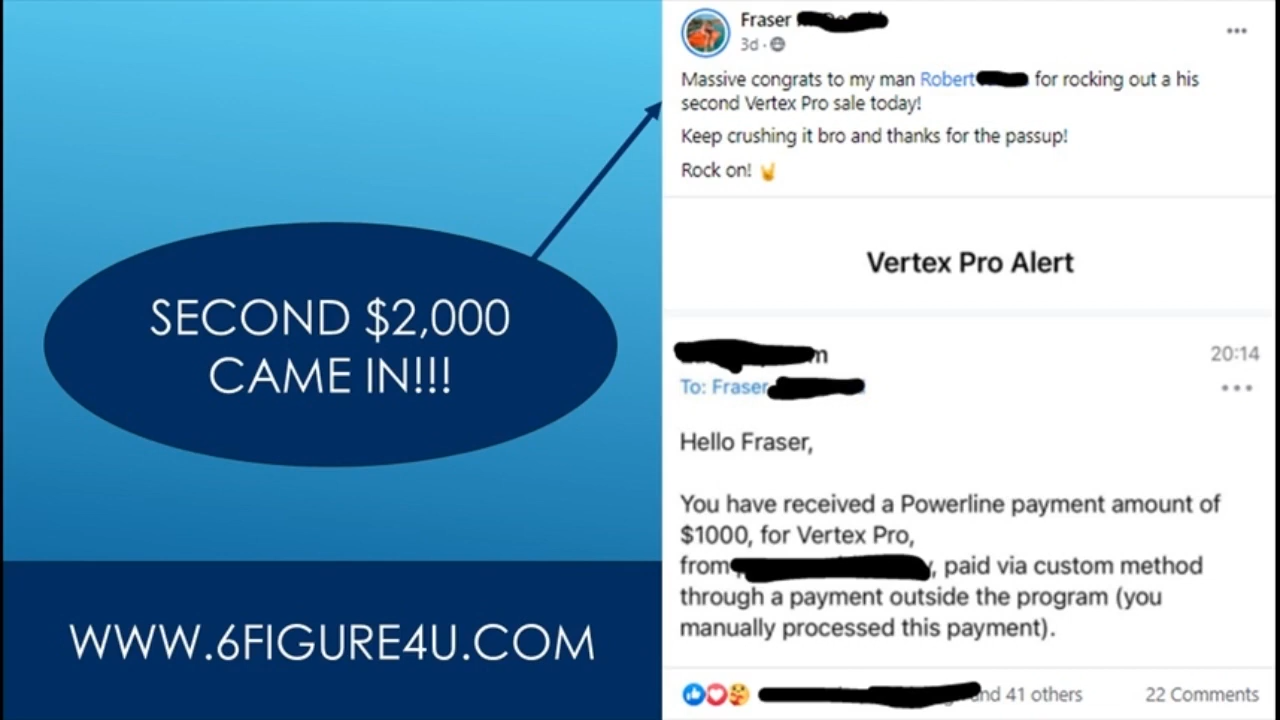 SECOND $2,000
CAME IN!!!
WWW.6FIGURE4U.COM
Fraser
3d
Massive congrats to my man Robert for rocking out a his
second Vertex Pro sale today!
Keep crushing it bro and thanks for the passup!
Rock on!
Vertex Pro Alert
20:14
To: Fraser
Hello Fraser,
You have received a Powerline payment amount of
$1000, for Vertex Pro,
from , paid via custom method
through a payment outside the program (you
manually processed this payment).
and 41 others 22 Comments